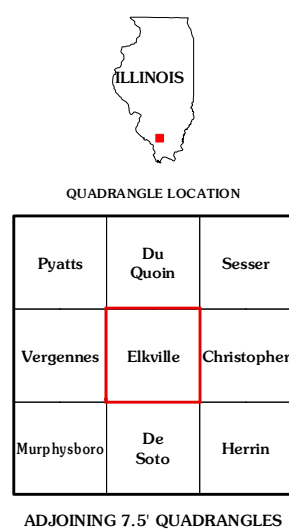 ILLINOIS
QUADRANGLE LOCATION
Pyatts
Du
Quoin
Sesser
Vergennes
Elkville
Christopher
Murphysboro
De
Soto
Herrin
ADJOINING 7.5' QUADRANGLES